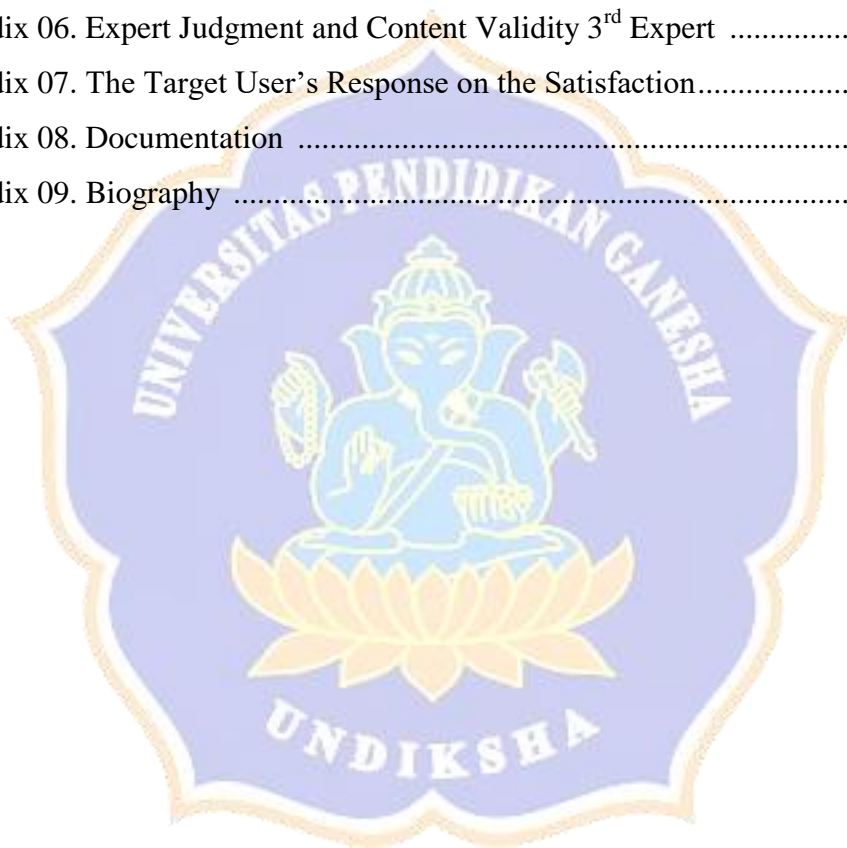 dix 06. Expert Judgment and Content Validity 3rd Expert ...............
dix 07. The Target User’s Response on the Satisfaction...................
dix 08. Documentation ......................................................................
dix 09. Biography ..............................................................................
UNIVERSITAS PENDIDIKAN GANESHA
UNDIKSHA